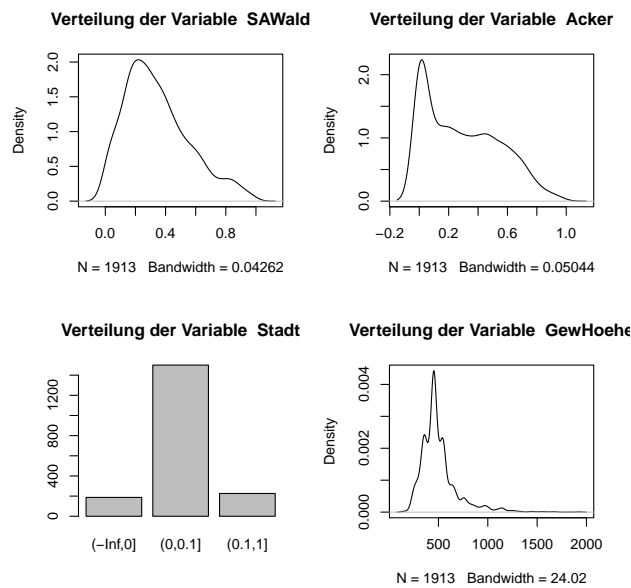 Verteilung der Variable  SAWald
Density
0.0 0.5 1.0 1.5 2.0
0.0 0.4 0.8
N = 1913   Bandwidth = 0.04262
Verteilung der Variable  Acker
Density
0.0 1.0 2.0
−0.2 0.2 0.6 1.0
N = 1913   Bandwidth = 0.05044
Verteilung der Variable  Stadt
0 400 800 1200
(−Inf,0] (0,0.1] (0.1,1]
Verteilung der Variable  GewHoehe
Density
0.000 0.002 0.004
500 1000 1500 2000
N = 1913   Bandwidth = 24.02